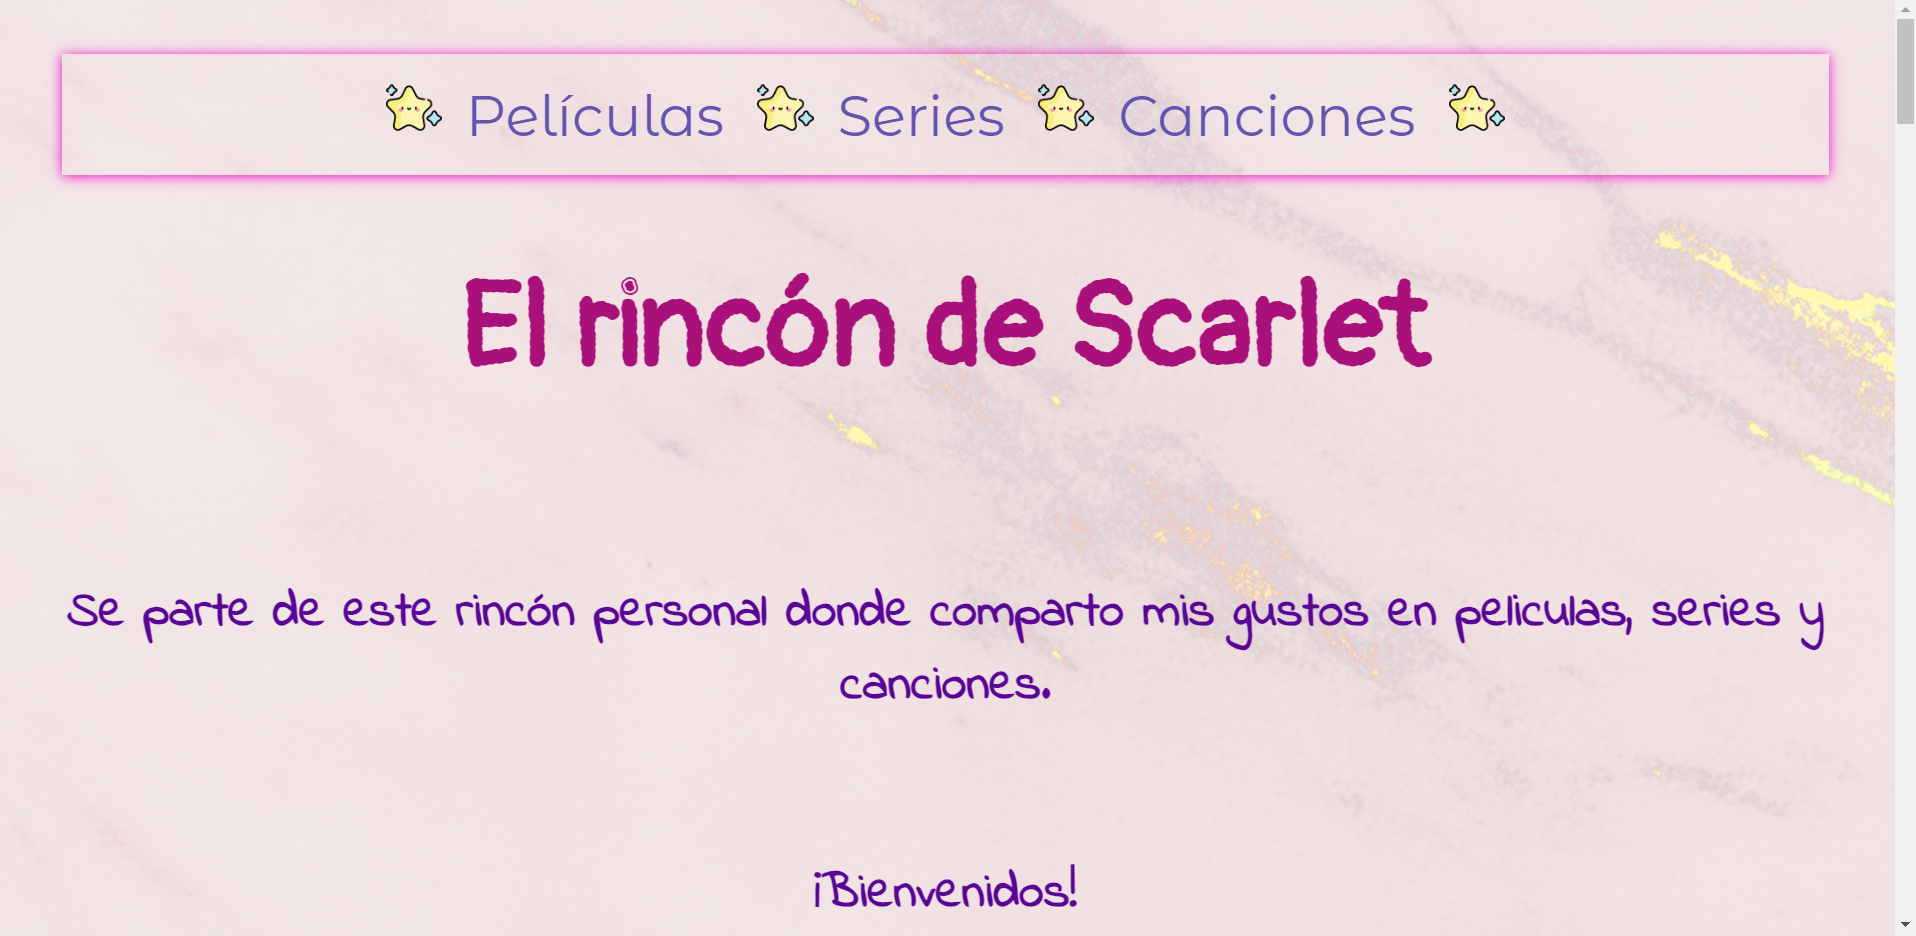 Películas Series Canciones
El rincón de Scarlet
Se parte de este rincón personal donde comparto mis gustos en peliculas, series y
canciones.
¡Bienvenidos!